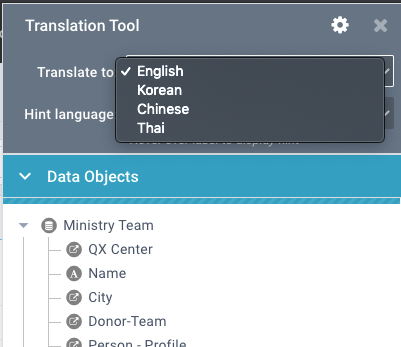 Translation Tool
Translate to
✓ English
Korean
Chinese
Thai
Hint language
Data Objects
Ministry Team
QX Center
A Name
City
Donor-Team
Person - Profile